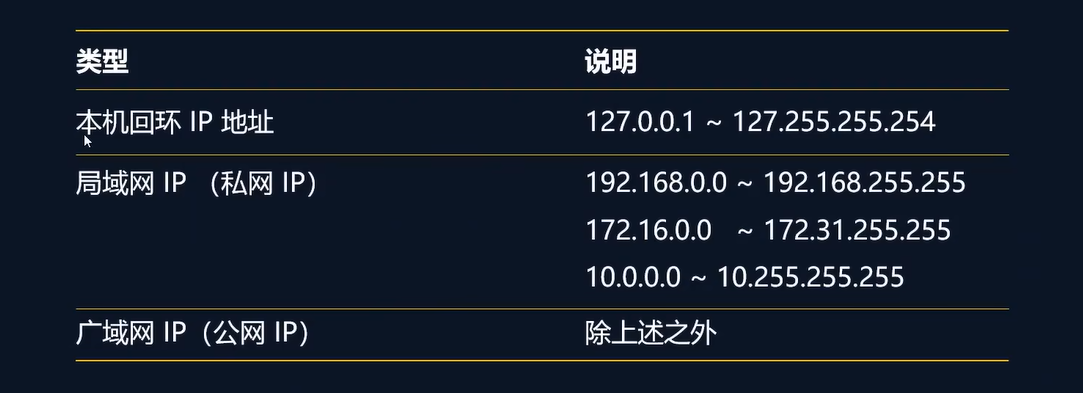 类型 说明
本机回环 IP 地址 127.0.0.1 ~ 127.255.255.254
局域网 IP （私网 IP） 192.168.0.0 ~ 192.168.255.255
172.16.0.0 ~ 172.31.255.255
10.0.0.0 ~ 10.255.255.255
广域网 IP（公网 IP） 除上述之外